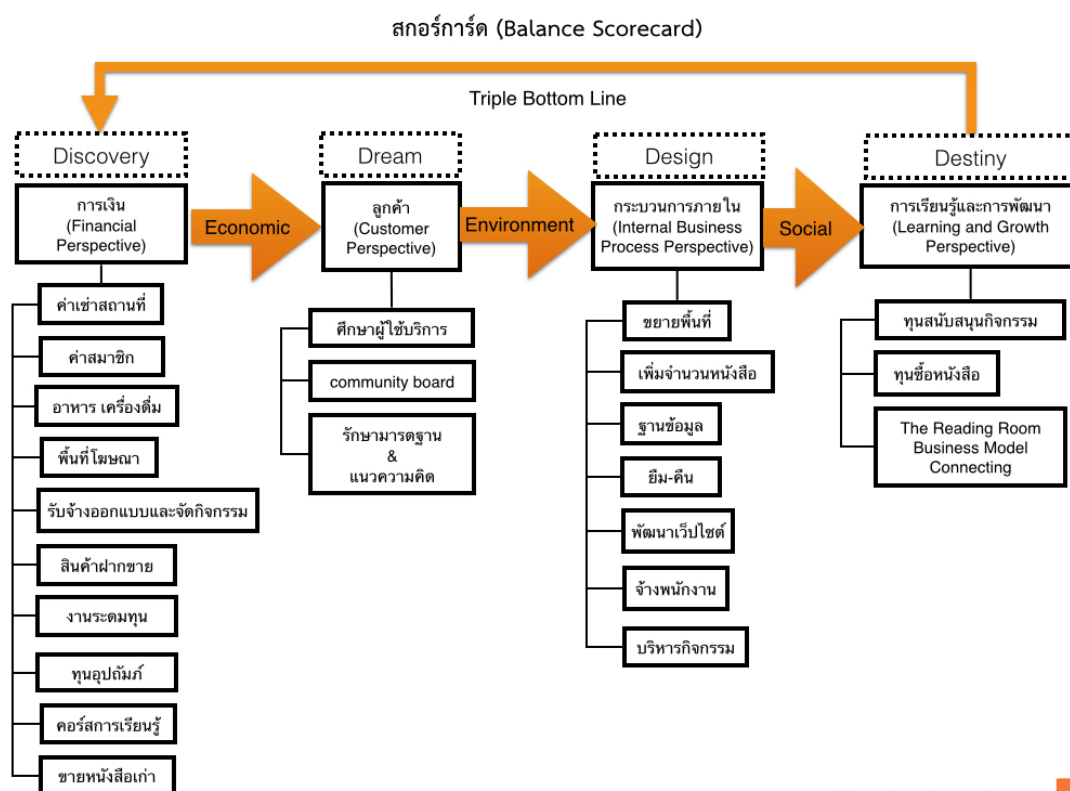 สกอร์การ์ด (Balance Scorecard)
Triple Bottom Line
Discovery
การเงิน
(Financial
Perspective)
ค่าเช่าสถานที่
ค่าสมาชิก
อาหาร เครื่องดื่ม
พื้นที่โฆษณา
รับจ้างออกแบบและจัดกิจกรรม
สินค้าฝากขาย
งานระดมทุน
ทุนอุปถัมภ์
คอร์สการเรียนรู้
ขายหนังสือเก่า
Economic
Dream
ลูกค้า
(Customer
Perspective)
ศึกษาผู้ใช้บริการ
community board
รักษามารตฐาน
&
แนวความคิด
Environment
Design
กระบวนการภายใน
(Internal Business
Process Perspective)
ขยายพื้นที่
เพิ่มจำนวนหนังสือ
ฐานข้อมูล
ยืม-คืน
พัฒนาเว็ปไซต์
จ้างพนักงาน
บริหารกิจกรรม
Social
Destiny
การเรียนรู้และการพัฒนา
(Learning and Growth
Perspective)
ทุนสนับสนุนกิจกรรม
ทุนซื้อหนังสือ
The Reading Room
Business Model
Connecting